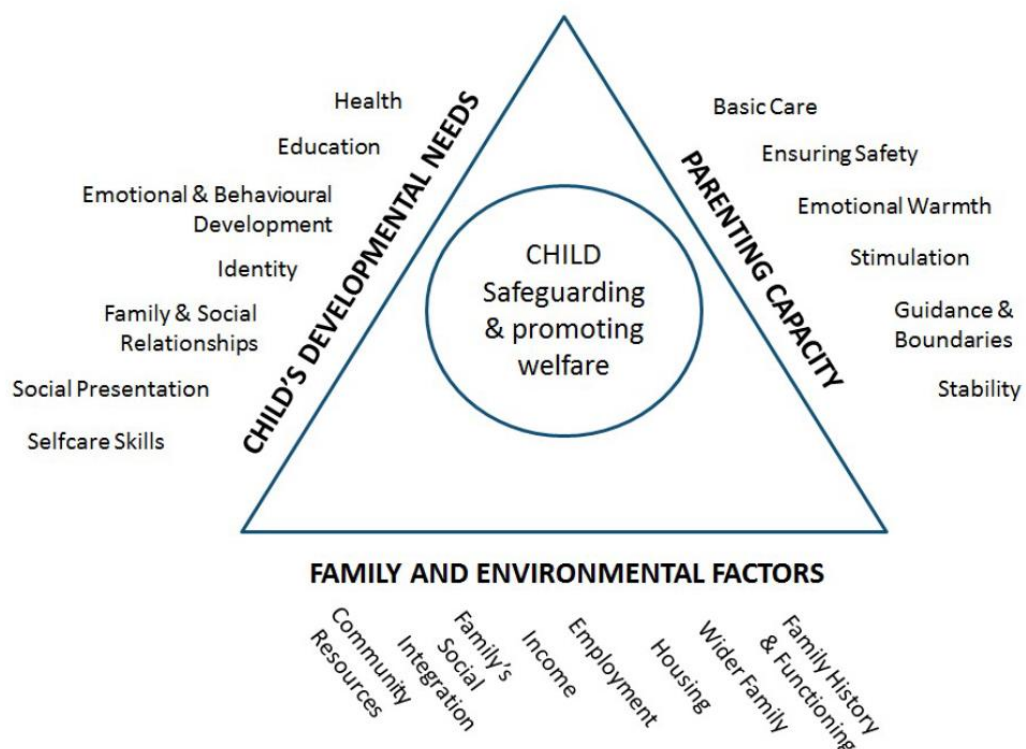 Health
Education
Emotional & Behavioural
Development
Identity
Family & Social
Relationships
Social Presentation
Selfcare Skills
CHILD'S DEVELOPMENTAL NEEDS
CHILD
Safeguarding
& promoting
welfare
PARENTING CAPACITY
Basic Care
Ensuring Safety
Emotional Warmth
Stimulation
Guidance &
Boundaries
Stability
FAMILY AND ENVIRONMENTAL FACTORS
Community
Resources
Family's
Social
Integration
Income
Employment
Housing
Wider Family
Family History
& Functioning